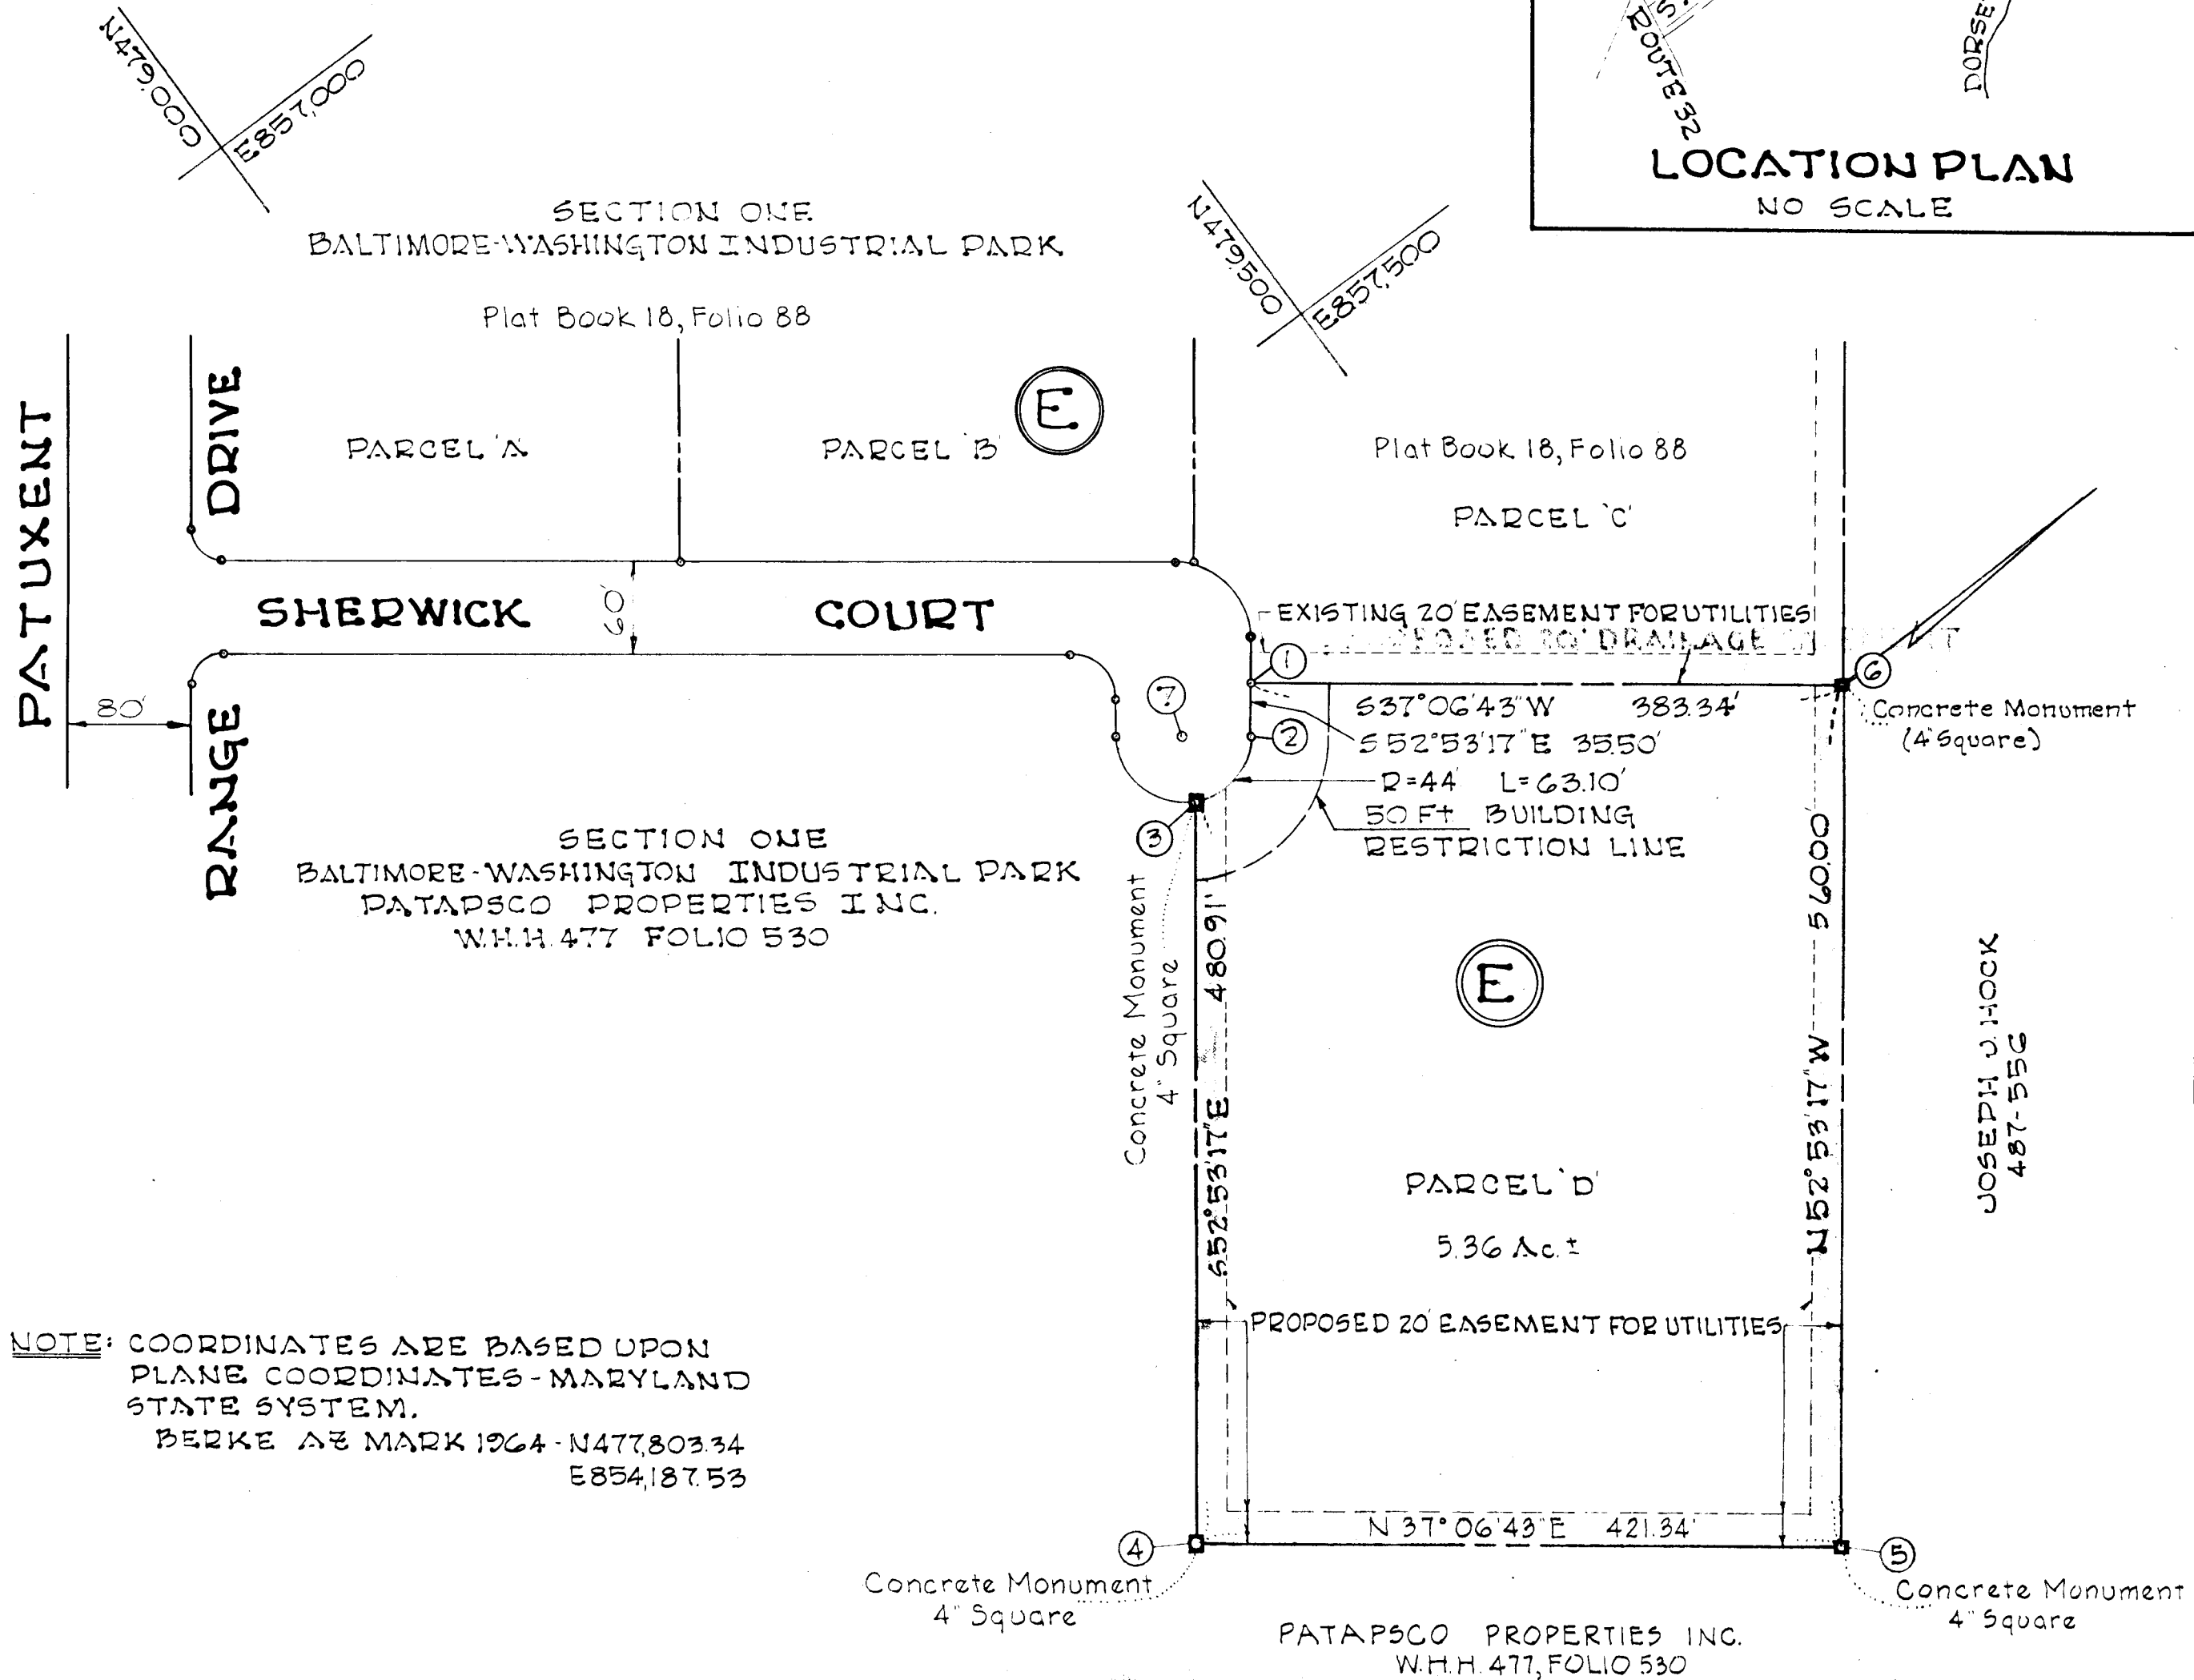 N479,000
E857,000
ROUTE 32
LOCATION PLAN
NO SCALE
SECTION ONE
BALTIMORE-WASHINGTON INDUSTRIAL PARK
Plat Book 18, Folio 88
N479,500
E857,500
PATUXENT
RANGE DRIVE
80'
PARCEL 'A'
PARCEL 'B'
E
Plat Book 18, Folio 88
PARCEL 'C'
SHERWICK COURT
60'
EXISTING 20' EASEMENT FOR UTILITIES
PROPOSED 20' DRAINAGE
1
6
7
S37°06'43"W 383.34'
Concrete Monument
(4" Square)
2
S52°53'17"E 35.50'
R=44' L=63.10'
50 Ft BUILDING
RESTRICTION LINE
3
SECTION ONE
BALTIMORE-WASHINGTON INDUSTRIAL PARK
PATAPSCO PROPERTIES INC.
W.H.H. 477 FOLIO 530
Concrete Monument
4" Square
S52°53'17"E 480.91'
E
N52°53'17"W 560.00'
JOSEPH U. HOCK
487-556
PARCEL 'D'
5.36 Ac.±
PROPOSED 20' EASEMENT FOR UTILITIES
NOTE: COORDINATES ARE BASED UPON
PLANE COORDINATES - MARYLAND
STATE SYSTEM.
BERKE AZ MARK 1964 - N477,803.34
E854,187.53
N 37°06'43"E 421.34'
4
5
Concrete Monument
4" Square
Concrete Monument
4" Square
PATAPSCO PROPERTIES INC.
W.H.H. 477, FOLIO 530